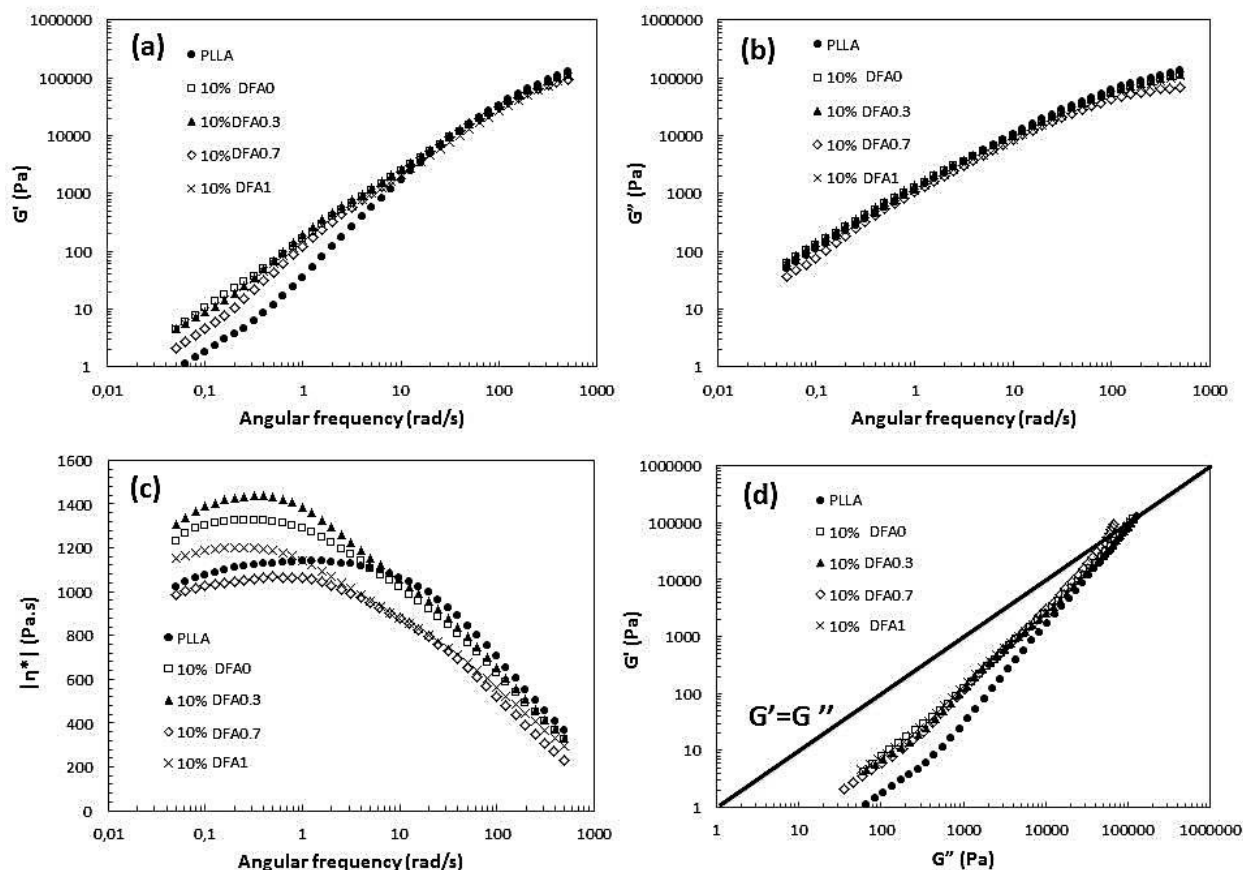 (a)
PLLA
10% DFA0
10%DFA0.3
10%DFA0.7
10% DFA1
G' (Pa)
1000000
100000
10000
1000
100
10
1
0,01 0,1 1 10 100 1000
Angular frequency (rad/s)
(b)
PLLA
10% DFA0
10% DFA0.3
10% DFA0.7
10% DFA1
G" (Pa)
1000000
100000
10000
1000
100
10
1
0,01 0,1 1 10 100 1000
Angular frequency (rad/s)
(c)
|η*| (Pa.s)
1600
1400
1200
1000
800
600
400
200
0
PLLA
10% DFA0
10% DFA0.3
10% DFA0.7
10% DFA1
0,01 0,1 1 10 100 1000
Angular frequency (rad/s)
(d)
PLLA
10% DFA0
10% DFA0.3
10% DFA0.7
10% DFA1
G'=G"
G' (Pa)
1000000
100000
10000
1000
100
10
1
1 10 100 1000 10000 100000 1000000
G" (Pa)